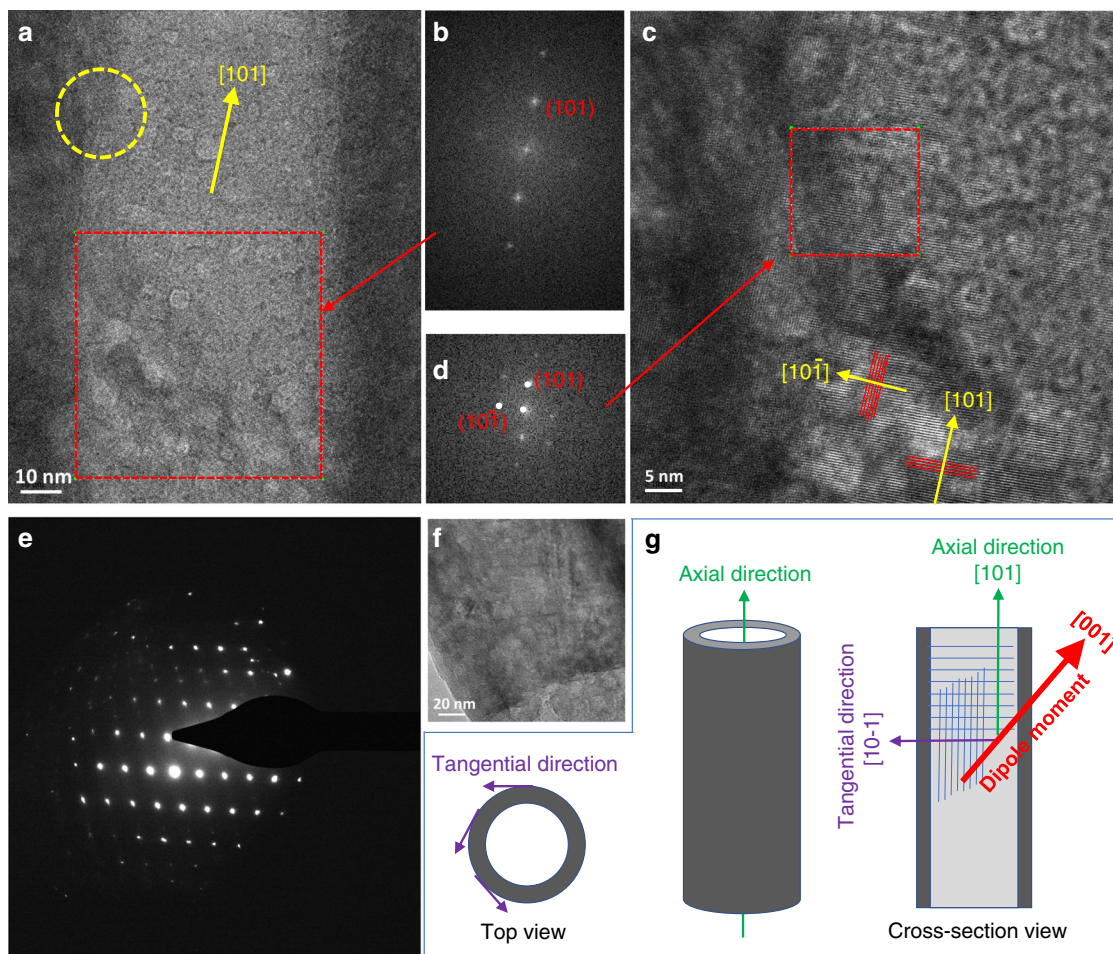 a
[101]
10 nm
b
(101)
c
[101̄]
[101]
5 nm
d
(101)
(101̄)
e
f
20 nm
g
Axial direction
Axial direction
[101]
[001]
Dipole moment
Tangential direction
[10-1]
Tangential direction
Top view
Cross-section view